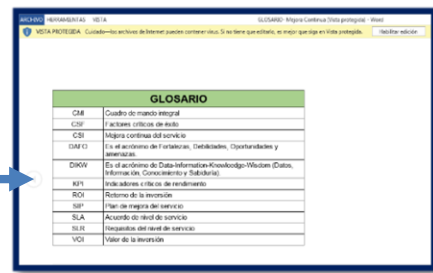 ARCHIVO HERRAMIENTAS VISTA
GLOSARIO- Mejora Continua (Vista protegida) - Word
VISTA PROTEGIDA Cuidado—los archivos de Internet pueden contener virus. Si no tiene que editarlo, es mejor que siga en Vista protegida. Habilitar edición
GLOSARIO
CMI Cuadro de mando integral
CSF Factores críticos de éxito
CSI Mejora continua del servicio
DAFO Es el acrónimo de Fortalezas, Debilidades, Oportunidades y
amenazas.
DIKW Es el acrónimo de Data-Information-Knowloedge-Wisdom (Datos,
Información, Conocimiento y Sabiduría)
KPI Indicadores críticos de rendimiento
ROI Retorno de la inversión
SIP Plan de mejora del servicio
SLA Acuerdo de nivel de servicio
SLR Requisitos del nivel de servicio
VOI Valor de la inversión